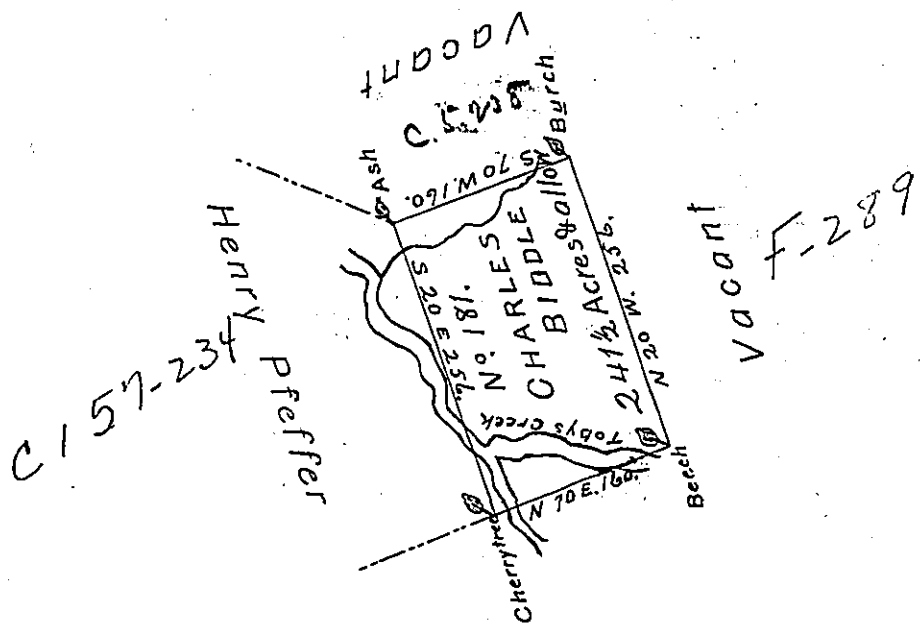 Vacant
C.
Ash
Burch
S 70 W. 160.
Henry Pfeffer
C 157-234
S 20 E 256.
Nº 181.
CHARLES
BIDDLE
241½ Acres & allow
N 20 W. 256.
Vacant
F-289
Tobys Creek
N 70 E. 160.
Cherrytree
Beech